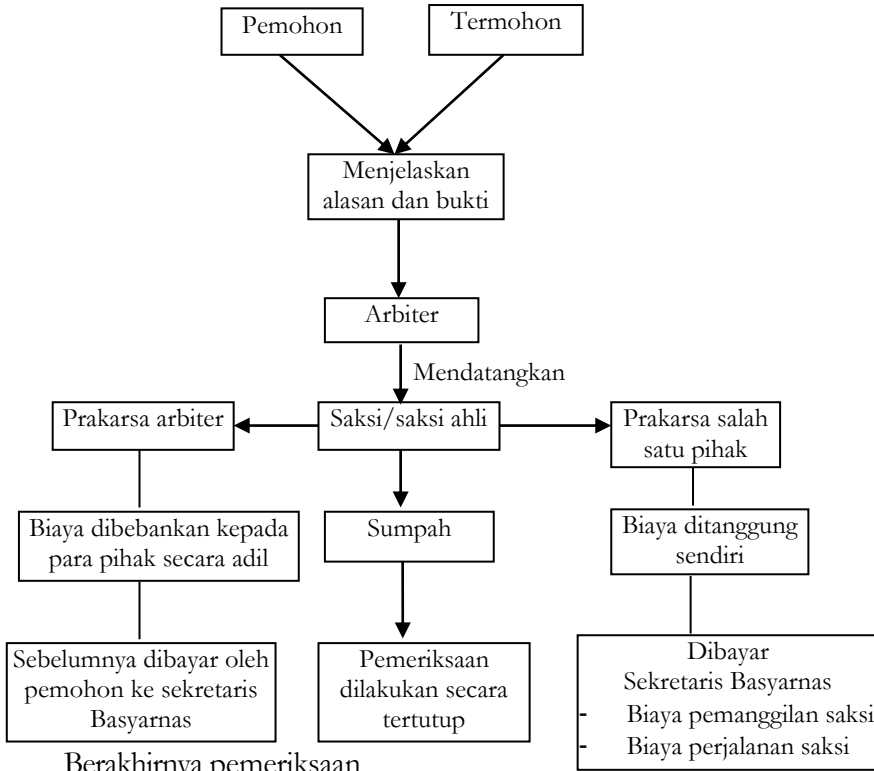 Pemohon
Termohon
Menjelaskan
alasan dan bukti
Arbiter
Mendatangkan
Prakarsa arbiter
Saksi/saksi ahli
Prakarsa salah
satu pihak
Biaya dibebankan kepada
para pihak secara adil
Sumpah
Biaya ditanggung
sendiri
Sebelumnya dibayar oleh
pemohon ke sekretaris
Basyarnas
Pemeriksaan
dilakukan secara
tertutup
Dibayar
Sekretaris Basyarnas
- Biaya pemanggilan saksi
- Biaya perjalanan saksi
Berakhirnya pemeriksaan